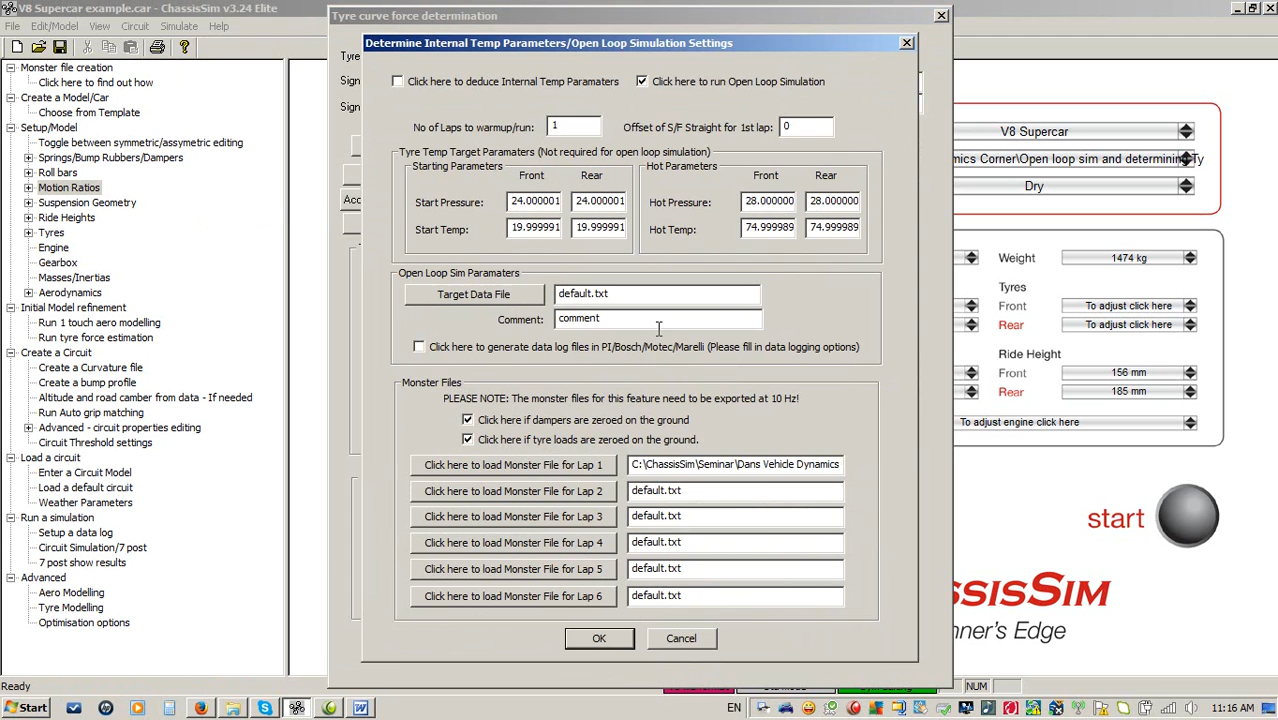 V8 Supercar example.car - ChassisSim v3.24 Elite
File Edit/Model View Circuit Simulate Help
Monster file creation
Click here to find out how
Create a Model/Car
Choose from Template
Setup/Model
Toggle between symmetric/assymetric editing
Springs/Bump Rubbers/Dampers
Roll bars
Motion Ratios
Suspension Geometry
Ride Heights
Tyres
Engine
Gearbox
Masses/Inertias
Aerodynamics
Initial Model refinement
Run 1 touch aero modelling
Run tyre force estimation
Create a Circuit
Create a Curvature file
Create a bump profile
Altitude and road camber from data - If needed
Run Auto grip matching
Advanced - circuit properties editing
Circuit Threshold settings
Load a circuit
Enter a Circuit Model
Load a default circuit
Weather Parameters
Run a simulation
Setup a data log
Circuit Simulation/7 post
7 post show results
Advanced
Aero Modelling
Tyre Modelling
Optimisation options
Tyre curve force determination
Tyre
Sign
Sign
Acc
Determine Internal Temp Parameters/Open Loop Simulation Settings
Click here to deduce Internal Temp Paramaters
Click here to run Open Loop Simulation
No of Laps to warmup/run: 1
Offset of S/F Straight for 1st lap: 0
Tyre Temp Target Parameters (Not required for open loop simulation)
Starting Parameters
Front Rear
Start Pressure: 24.000001 24.000001
Start Temp: 19.999991 19.999991
Hot Parameters
Front Rear
Hot Pressure: 28.000000 28.000000
Hot Temp: 74.999989 74.999989
Open Loop Sim Paramaters
Target Data File default.txt
Comment: comment
Click here to generate data log files in PI/Bosch/Motec/Marelli (Please fill in data logging options)
Monster Files
PLEASE NOTE: The monster files for this feature need to be exported at 10 Hz!
Click here if dampers are zeroed on the ground
Click here if tyre loads are zeroed on the ground.
Click here to load Monster File for Lap 1 C:\ChassisSim\Seminar\Dans Vehicle Dynamics
Click here to load Monster File for Lap 2 default.txt
Click here to load Monster File for Lap 3 default.txt
Click here to load Monster File for Lap 4 default.txt
Click here to load Monster File for Lap 5 default.txt
Click here to load Monster File for Lap 6 default.txt
OK Cancel
V8 Supercar
mics Corner\Open loop sim and determining Ty
Dry
Weight 1474 kg
Tyres
Front To adjust click here
Rear To adjust click here
Ride Height
Front 156 mm
Rear 185 mm
To adjust engine click here
start
assisSim
nner's Edge
Ready
NUM
Start
EN
11:16 AM